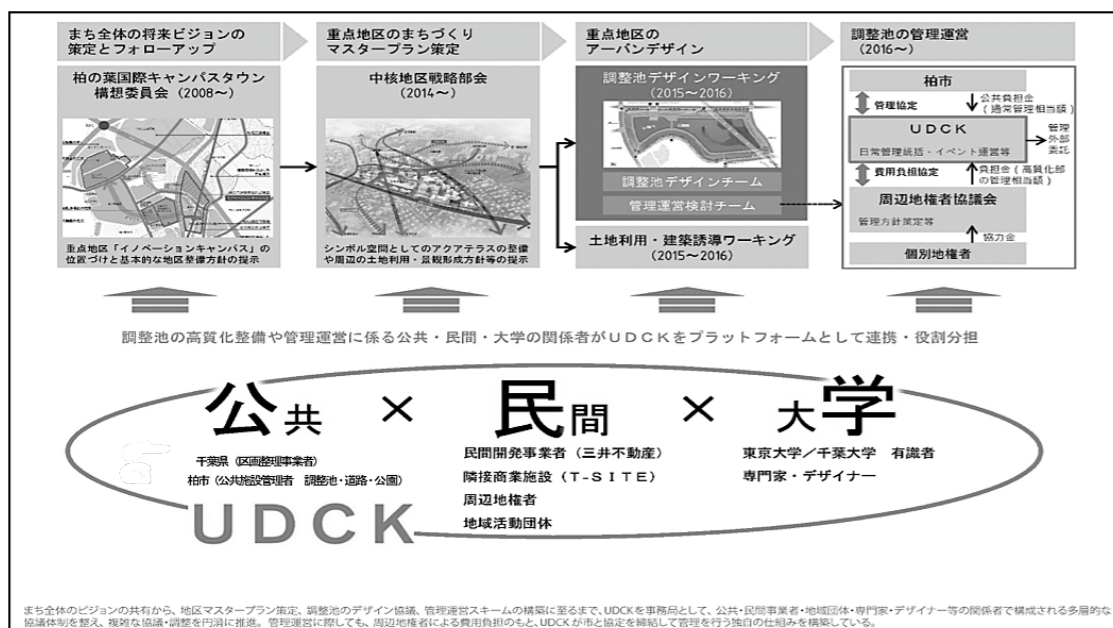 まち全体の将来ビジョンの
策定とフォローアップ
重点地区のまちづくり
マスタープラン策定
重点地区の
アーバンデザイン
調整池の管理運営
(2016～)
柏の葉国際キャンパスタウン
構想委員会(2008～)
重点地区「イノベーションキャンパス」の
位置づけと基本的な地区整備方針の提示
中核地区戦略部会
(2014～)
シンボル空間としてのアクアテラスの整備
や周辺の土地利用・景観形成方針等の提示
調整池デザインワーキング
(2015～2016)
調整池デザインチーム
管理運営検討チーム
土地利用・建築誘導ワーキング
(2015～2016)
柏市
管理協定
公共負担金
(通常管理相当額)
UDCK
日常管理統括・イベント運営等
管理
外部
委託
費用負担協定
負担金(高質化部
の管理相当額)
周辺地権者協議会
管理方針策定等
協力金
個別地権者
調整池の高質化整備や管理運営に係る公共・民間・大学の関係者がUDCKをプラットフォームとして連携・役割分担
公共 × 民間 × 大学
千葉県(区画整理事業者)
柏市(公共施設管理者 調整池・道路・公園)
民間開発事業者(三井不動産)
隣接商業施設(T-SITE)
周辺地権者
地域活動団体
東京大学/千葉大学 有識者
専門家・デザイナー
UDCK
まち全体のビジョンの共有から、地区マスタープラン策定、調整池のデザイン協議、管理運営スキームの構築に至るまで、UDCKを事務局として、公共・民間事業者・地域団体・専門家・デザイナー等の関係者で構成される多層的な
協議体制を整え、複雑な協議・調整を円滑に推進。管理運営に際しても、周辺地権者による費用負担のもと、UDCKが市と協定を締結して管理を行う独自の仕組みを構築している。